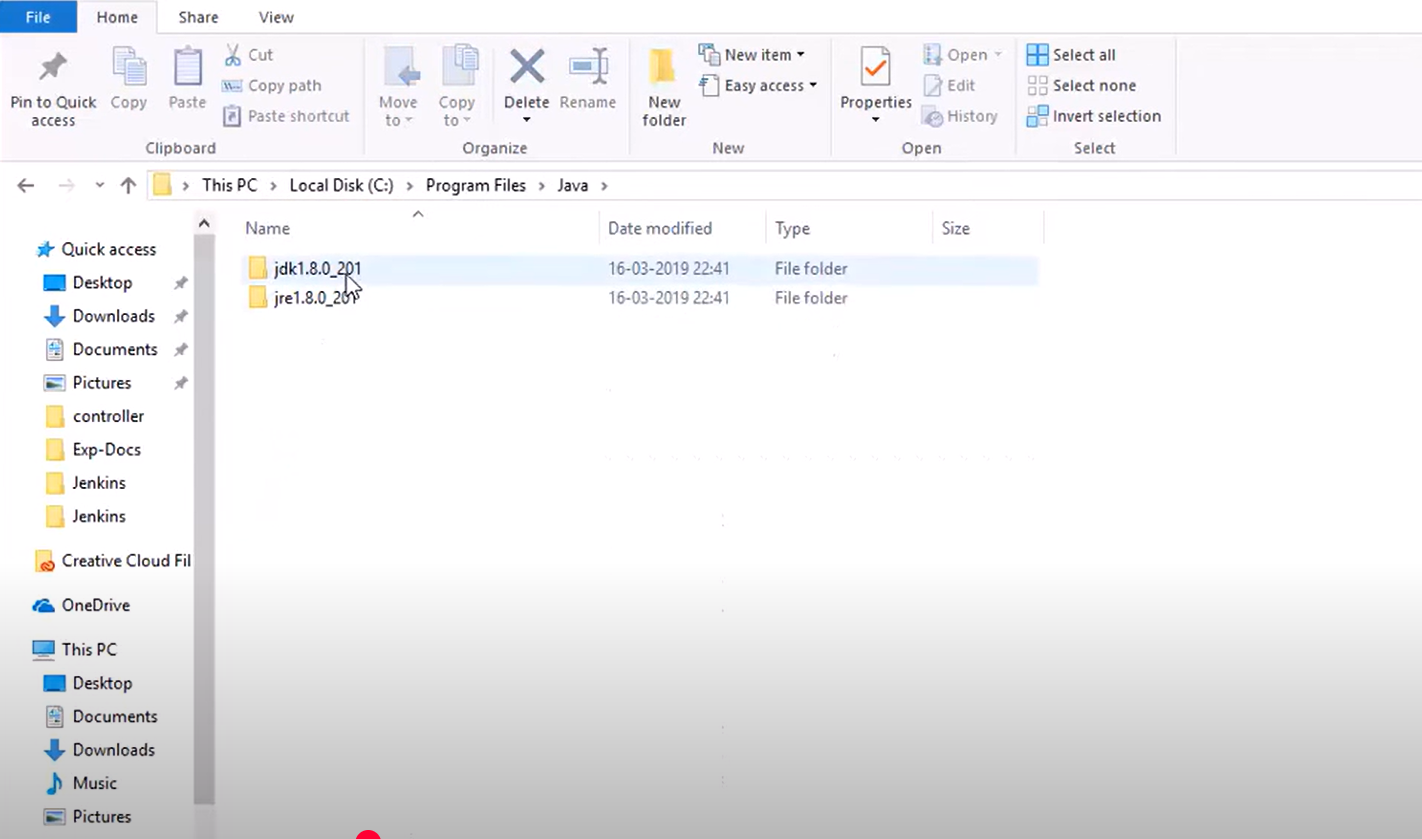 File Home Share View
Pin to Quick access
Copy
Paste
Cut
Copy path
Paste shortcut
Clipboard
Move to
Copy to
Delete
Rename
Organize
New folder
New item
Easy access
New
Properties
Open
Edit
History
Open
Select all
Select none
Invert selection
Select
This PC > Local Disk (C:) > Program Files > Java >
Name Date modified Type Size
jdk1.8.0_201 16-03-2019 22:41 File folder
jre1.8.0_201 16-03-2019 22:41 File folder
Quick access
Desktop
Downloads
Documents
Pictures
controller
Exp-Docs
Jenkins
Jenkins
Creative Cloud Fil
OneDrive
This PC
Desktop
Documents
Downloads
Music
Pictures